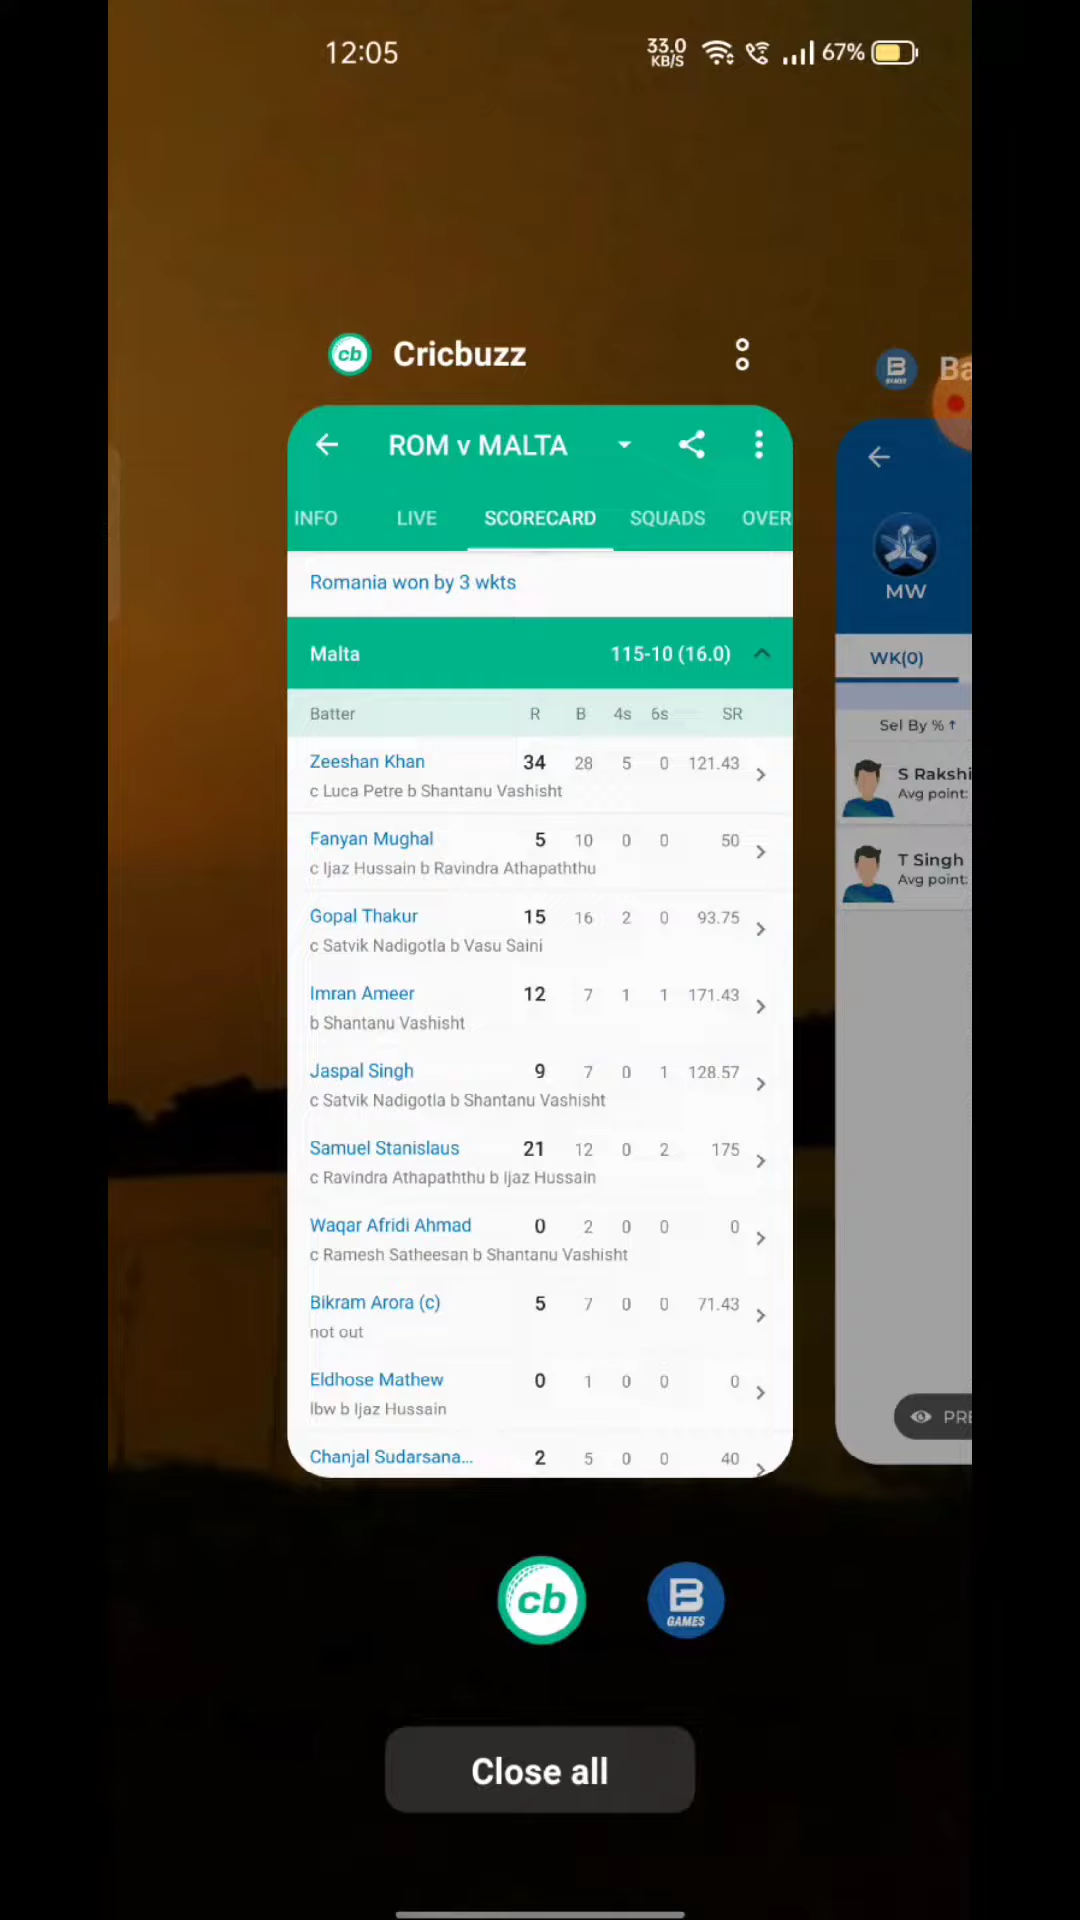 12:05
33.0
KB/S
67%
cb Cricbuzz
ROM v MALTA
INFO LIVE SCORECARD SQUADS OVER
Romania won by 3 wkts
Malta 115-10 (16.0)
Batter R B 4s 6s SR
Zeeshan Khan 34 28 5 0 121.43
c Luca Petre b Shantanu Vashisht
Fanyan Mughal 5 10 0 0 50
c Ijaz Hussain b Ravindra Athapaththu
Gopal Thakur 15 16 2 0 93.75
c Satvik Nadigotla b Vasu Saini
Imran Ameer 12 7 1 1 171.43
b Shantanu Vashisht
Jaspal Singh 9 7 0 1 128.57
c Satvik Nadigotla b Shantanu Vashisht
Samuel Stanislaus 21 12 0 2 175
c Ravindra Athapaththu b Ijaz Hussain
Waqar Afridi Ahmad 0 2 0 0 0
c Ramesh Satheesan b Shantanu Vashisht
Bikram Arora (c) 5 7 0 0 71.43
not out
Eldhose Mathew 0 1 0 0 0
lbw b Ijaz Hussain
Chanjal Sudarsana... 2 5 0 0 40
B GAMES Ba
MW
WK(0)
Sel By % ↑
S Rakshi
Avg point:
T Singh
Avg point:
PRE
cb
B
GAMES
Close all